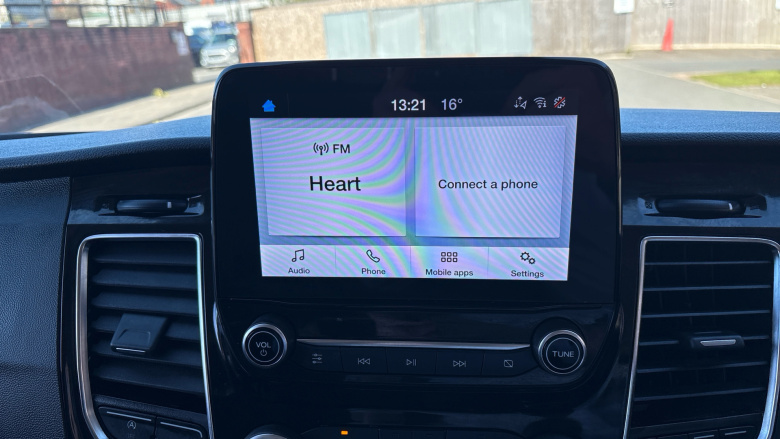 13:21 16°
FM
Heart
Connect a phone
Audio Phone Mobile apps Settings
VOL
TUNE
A